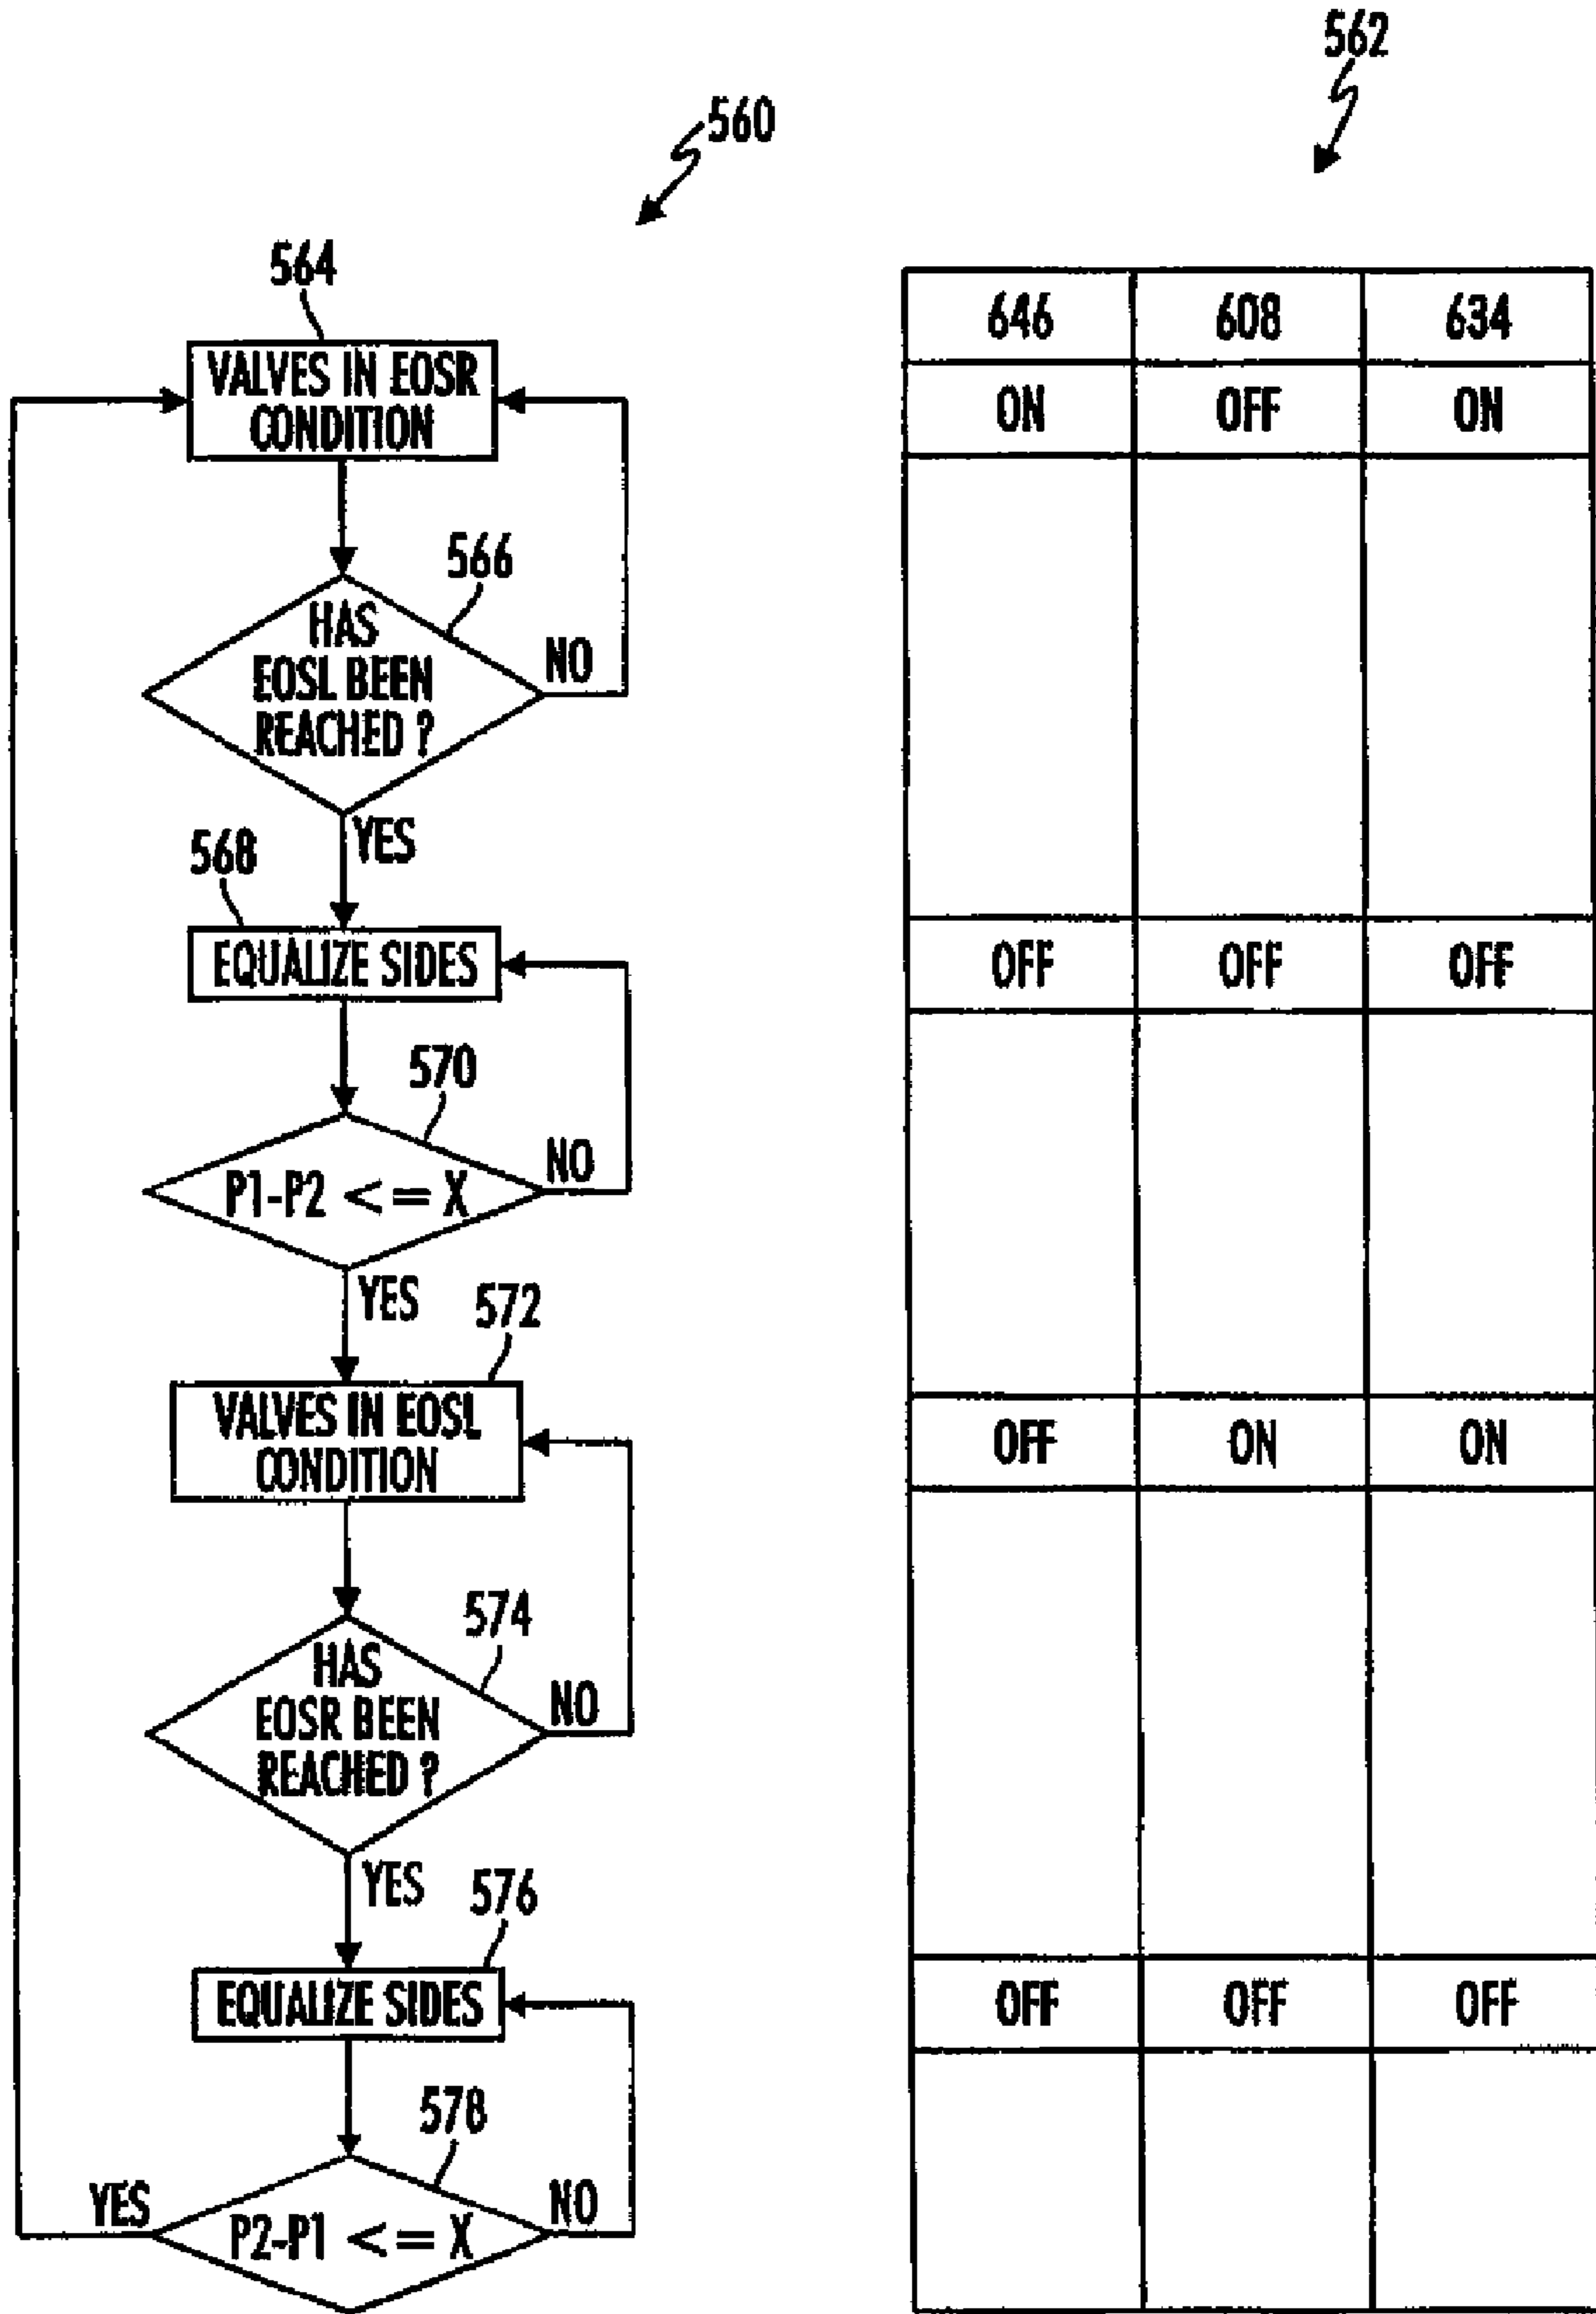 562
560
564
VALVES IN EOSR
CONDITION
566
HAS
EOSL BEEN
REACHED ?
NO
YES
568
EQUALIZE SIDES
570
P1-P2 <= X
NO
YES
572
VALVES IN EOSL
CONDITION
574
HAS
EOSR BEEN
REACHED ?
NO
YES
576
EQUALIZE SIDES
578
P2-P1 <= X
YES
NO
646 608 634
ON OFF ON
OFF OFF OFF
OFF ON ON
OFF OFF OFF